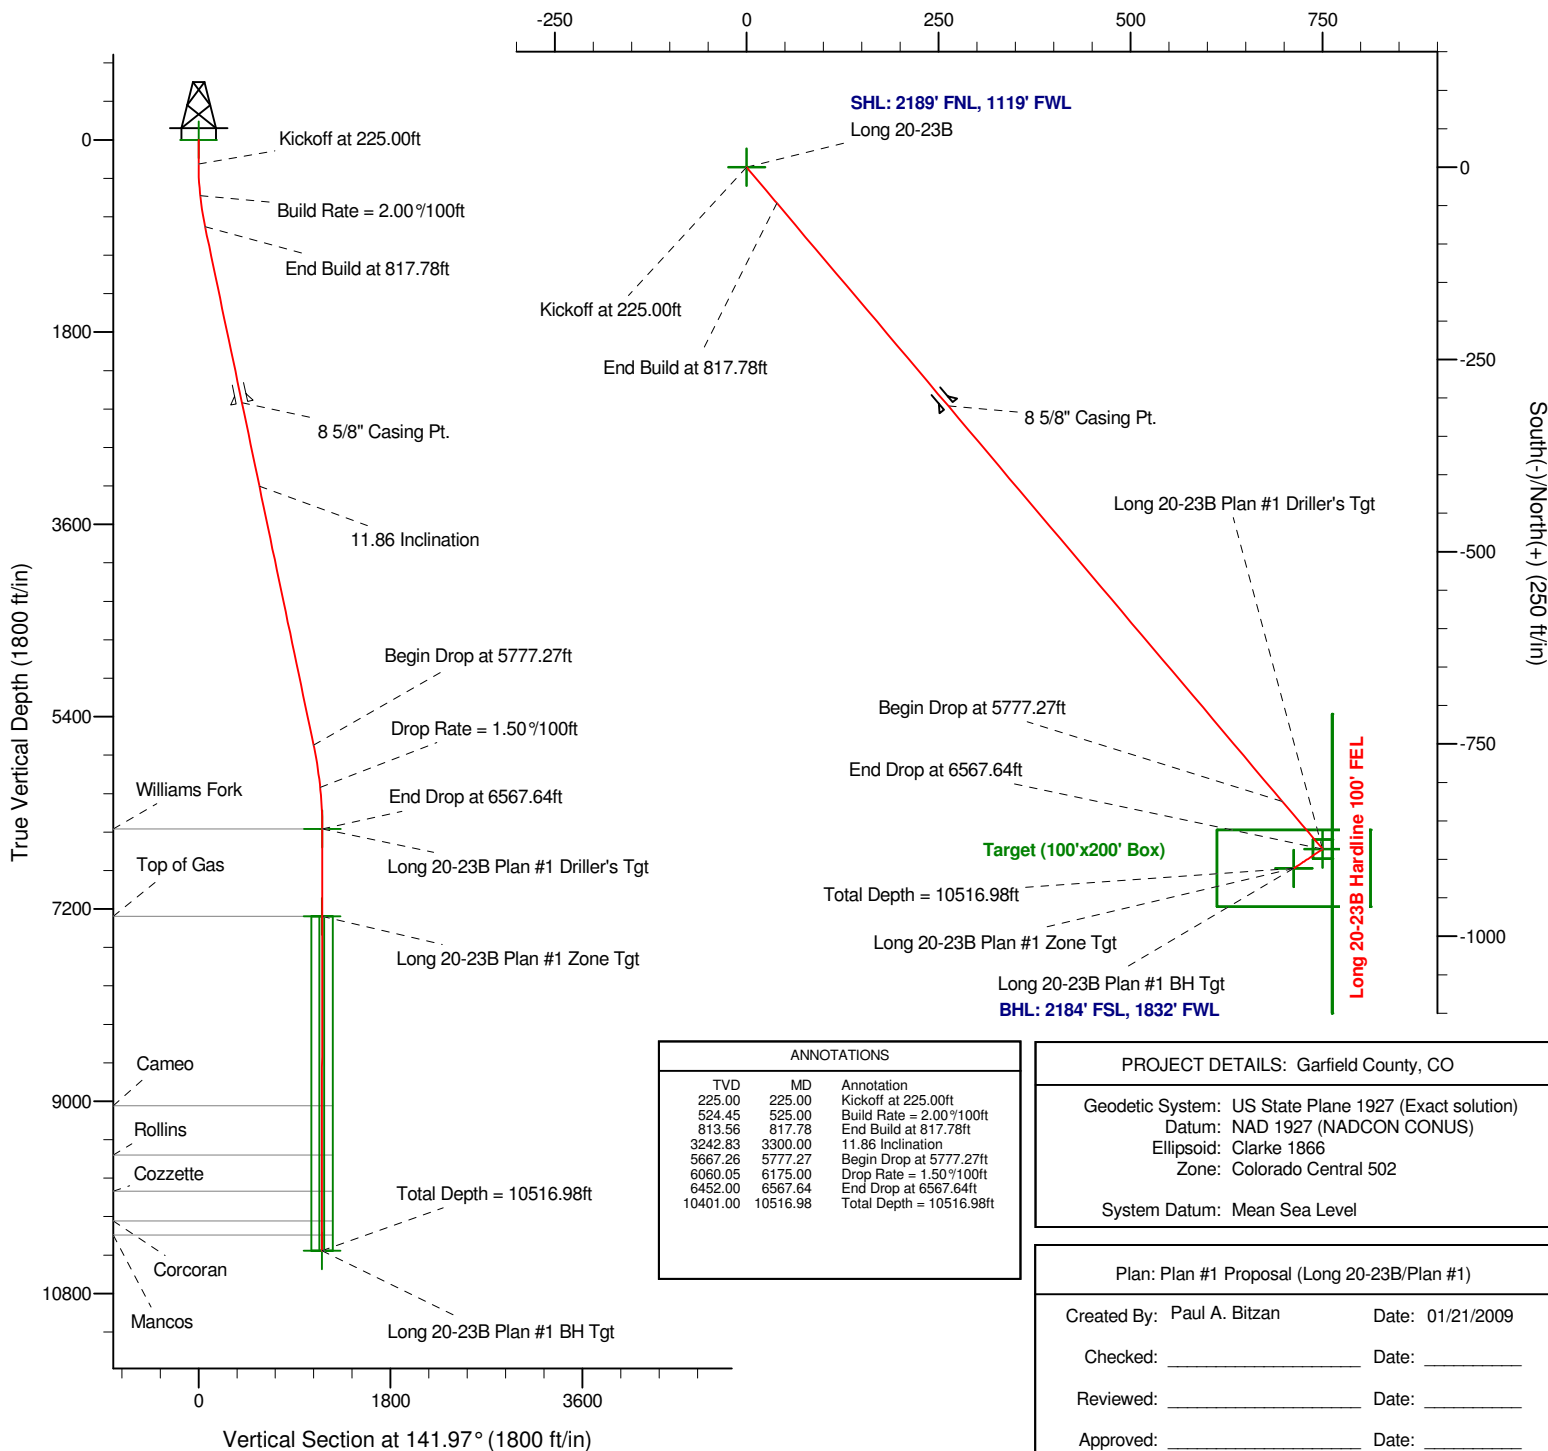 -250
0
250
500
750
SHL: 2189' FNL, 1119' FWL
Long 20-23B
0
Kickoff at 225.00ft
Build Rate = 2.00°/100ft
End Build at 817.78ft
1800
8 5/8" Casing Pt.
11.86 Inclination
3600
Begin Drop at 5777.27ft
5400
Drop Rate = 1.50°/100ft
Williams Fork
End Drop at 6567.64ft
Top of Gas
Long 20-23B Plan #1 Driller's Tgt
7200
Long 20-23B Plan #1 Zone Tgt
Cameo
9000
Rollins
Cozzette
Total Depth = 10516.98ft
Corcoran
10800
Mancos
Long 20-23B Plan #1 BH Tgt
0
1800
3600
Vertical Section at 141.97° (1800 ft/in)
True Vertical Depth (1800 ft/in)
0
Kickoff at 225.00ft
End Build at 817.78ft
-250
8 5/8" Casing Pt.
Long 20-23B Plan #1 Driller's Tgt
-500
Begin Drop at 5777.27ft
-750
End Drop at 6567.64ft
Target (100'x200' Box)
Total Depth = 10516.98ft
Long 20-23B Plan #1 Zone Tgt
-1000
Long 20-23B Plan #1 BH Tgt
BHL: 2184' FSL, 1832' FWL
Long 20-23B Hardline 100' FEL
South(-)/North(+) (250 ft/in)
ANNOTATIONS
TVD MD Annotation
225.00 225.00 Kickoff at 225.00ft
524.45 525.00 Build Rate = 2.00°/100ft
813.56 817.78 End Build at 817.78ft
3242.83 3300.00 11.86 Inclination
5667.26 5777.27 Begin Drop at 5777.27ft
6060.05 6175.00 Drop Rate = 1.50°/100ft
6452.00 6567.64 End Drop at 6567.64ft
10401.00 10516.98 Total Depth = 10516.98ft
PROJECT DETAILS: Garfield County, CO
Geodetic System: US State Plane 1927 (Exact solution)
Datum: NAD 1927 (NADCON CONUS)
Ellipsoid: Clarke 1866
Zone: Colorado Central 502
System Datum: Mean Sea Level
Plan: Plan #1 Proposal (Long 20-23B/Plan #1)
Created By: Paul A. Bitzan Date: 01/21/2009
Checked: ____________________ Date: __________
Reviewed: ____________________ Date: __________
Approved: ____________________ Date: __________